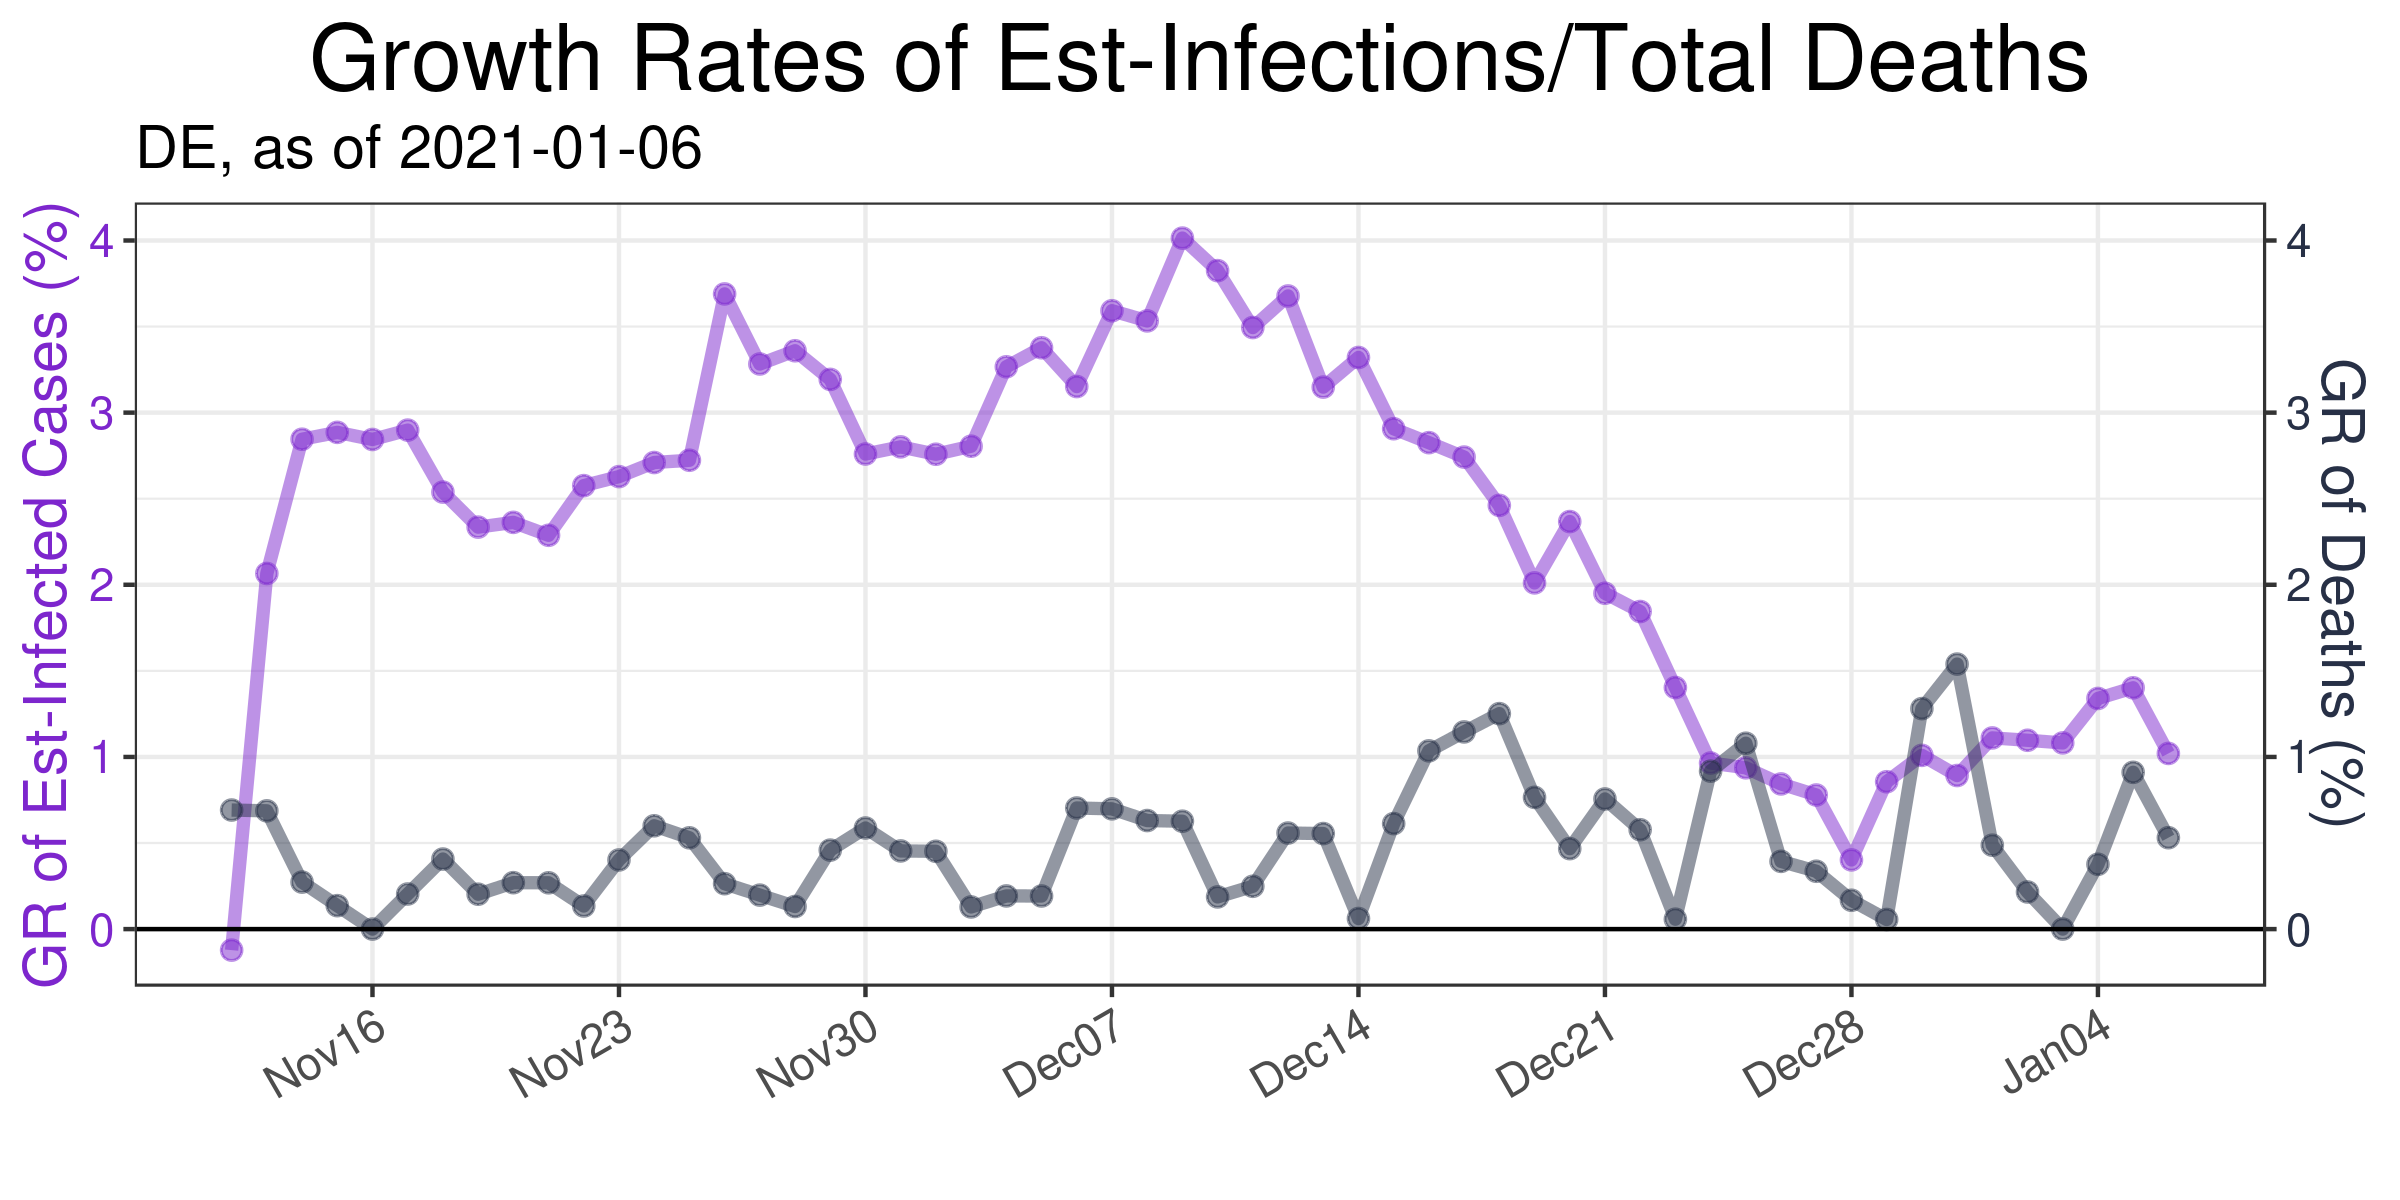 Growth Rates of Est-Infections/Total Deaths
DE, as of 2021-01-06
GR of Est-Infected Cases (%)
4
3
2
1
0
4
3
2
1
0
GR of Deaths (%)
Nov16
Nov23
Nov30
Dec07
Dec14
Dec21
Dec28
Jan04